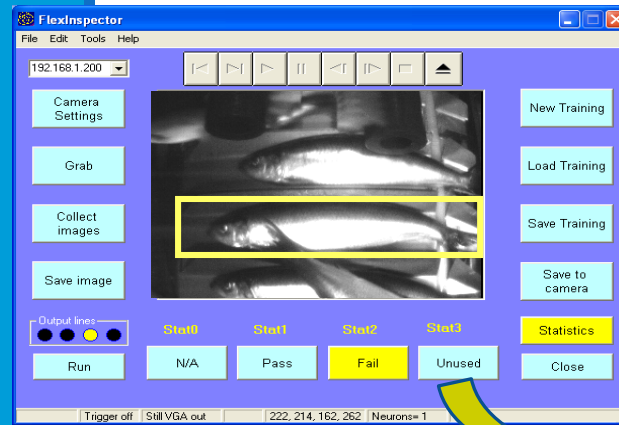 FlexInspector
File Edit Tools Help
192.168.1.200
Camera
Settings
New Training
Grab
Load Training
Collect
images
Save Training
Save image
Save to
camera
Output lines
Stat0 Stat1 Stat2 Stat3
Statistics
Run
N/A
Pass
Fail
Unused
Close
Trigger off Still VGA out 222, 214, 162, 262 Neurons= 1